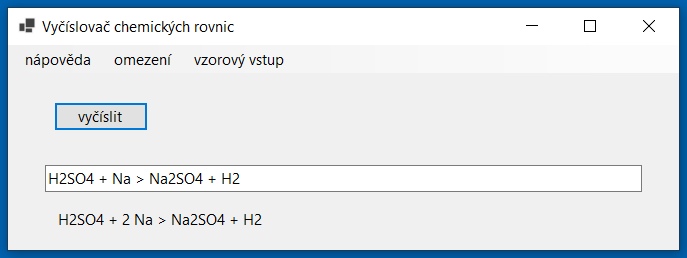 Vyčíslovač chemických rovnic
nápověda omezení vzorový vstup
vyčíslit
H2SO4 + Na > Na2SO4 + H2
H2SO4 + 2 Na > Na2SO4 + H2